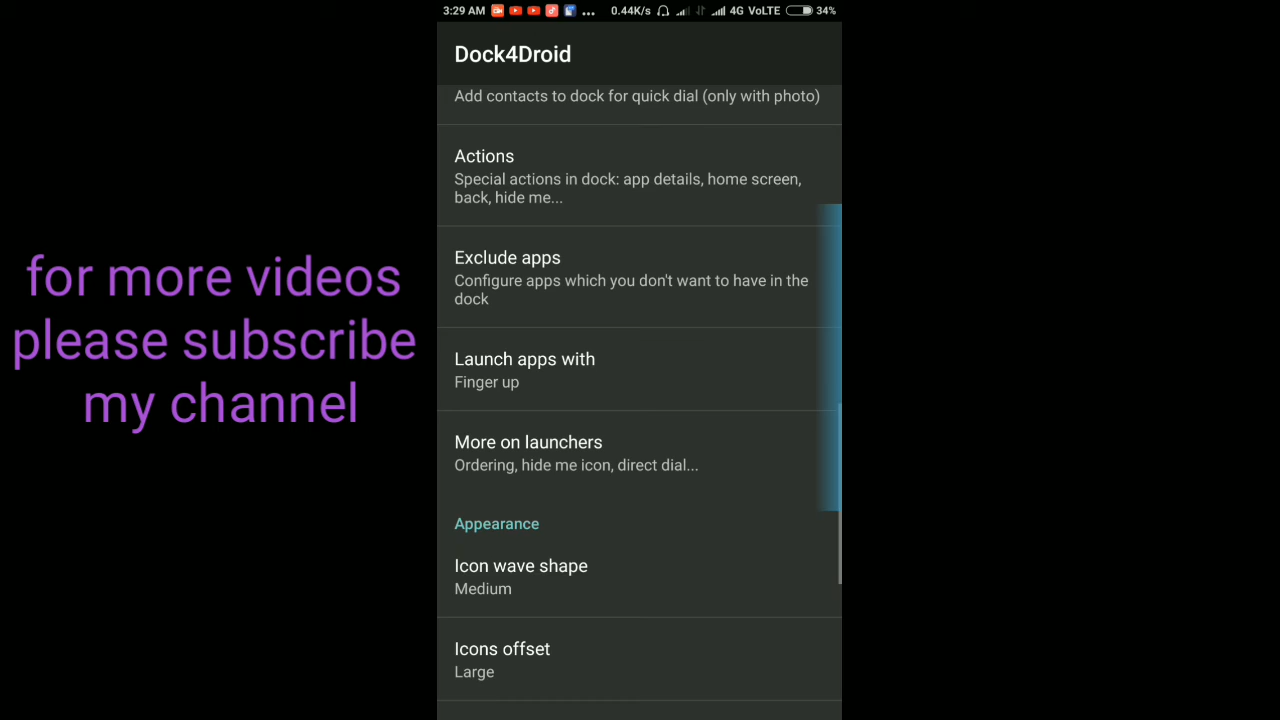 for more videos
please subscribe
my channel
3:29 AM ... 0.44K/s 4G VoLTE 34%
Dock4Droid
Add contacts to dock for quick dial (only with photo)
Actions
Special actions in dock: app details, home screen,
back, hide me...
Exclude apps
Configure apps which you don't want to have in the
dock
Launch apps with
Finger up
More on launchers
Ordering, hide me icon, direct dial...
Appearance
Icon wave shape
Medium
Icons offset
Large